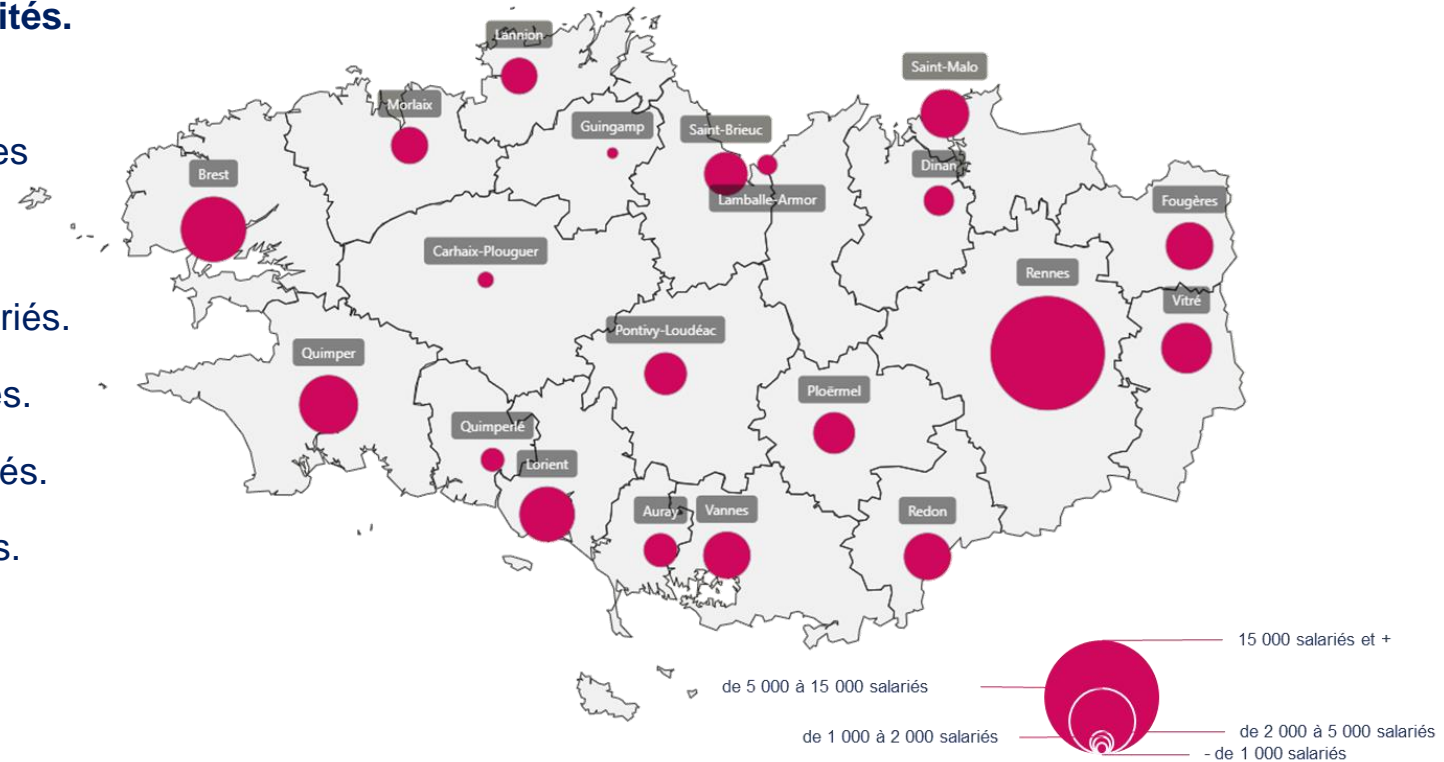 ités.
es
riés.
es.
és.
s.
Lannion
Saint-Malo
Morlaix
Guingamp
Saint-Brieuc
Dinan
Brest
Lamballe-Armor
Fougères
Carhaix-Plouguer
Rennes
Vitré
Pontivy-Loudéac
Quimper
Ploërmel
Quimperlé
Lorient
Auray
Vannes
Redon
15 000 salariés et +
de 5 000 à 15 000 salariés
de 2 000 à 5 000 salariés
de 1 000 à 2 000 salariés
- de 1 000 salariés